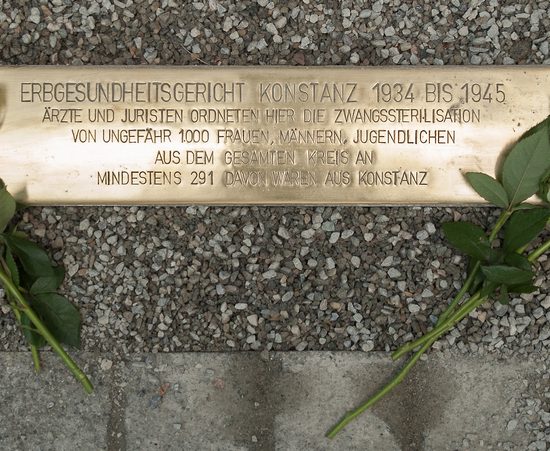 ERBGESUNDHEITSGERICHT KONSTANZ 1934 BIS 1945
ÄRZTE UND JURISTEN ORDNETEN HIER DIE ZWANGSSTERILISATION
VON UNGEFÄHR 1000 FRAUEN, MÄNNERN, JUGENDLICHEN
AUS DEM GESAMTEN KREIS AN
MINDESTENS 291 DAVON WAREN AUS KONSTANZ